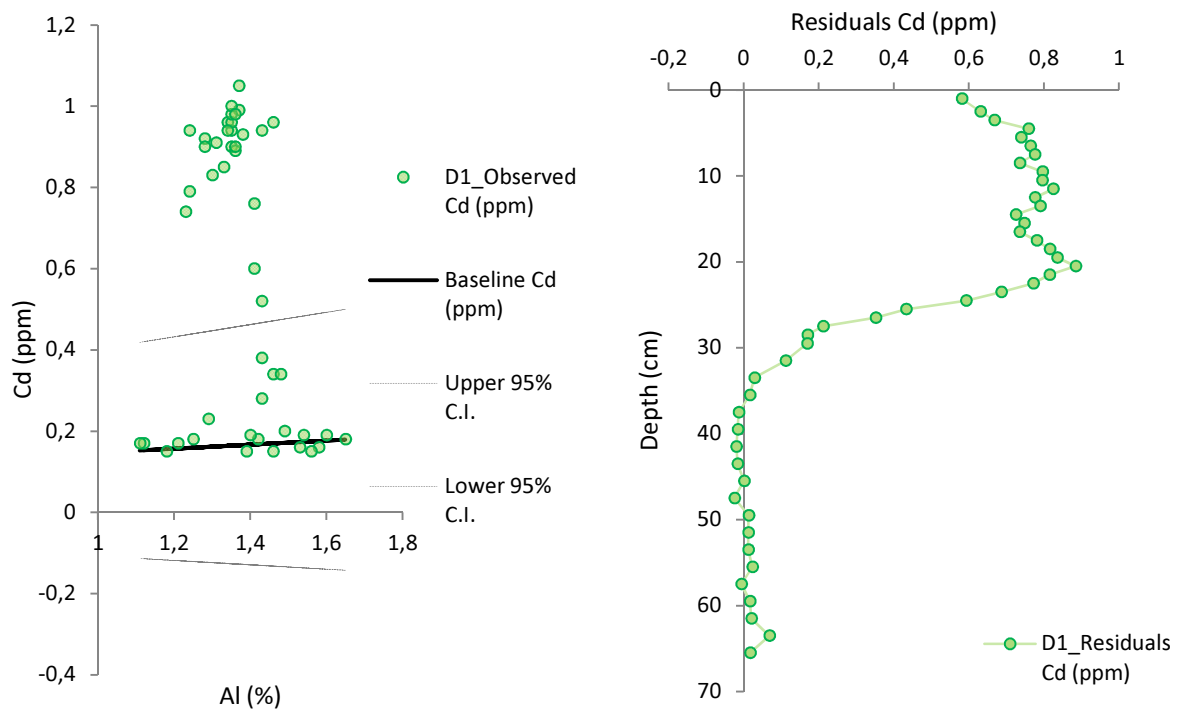 1,2
1
0,8
0,6
0,4
0,2
0
-0,2
-0,4
Cd (ppm)
1
1,2
1,4
1,6
1,8
Al (%)
D1_Observed
Cd (ppm)
Baseline Cd
(ppm)
Upper 95%
C.I.
Lower 95%
C.I.
Residuals Cd (ppm)
-0,2
0
0,2
0,4
0,6
0,8
1
0
10
20
30
40
50
60
70
Depth (cm)
D1_Residuals
Cd (ppm)